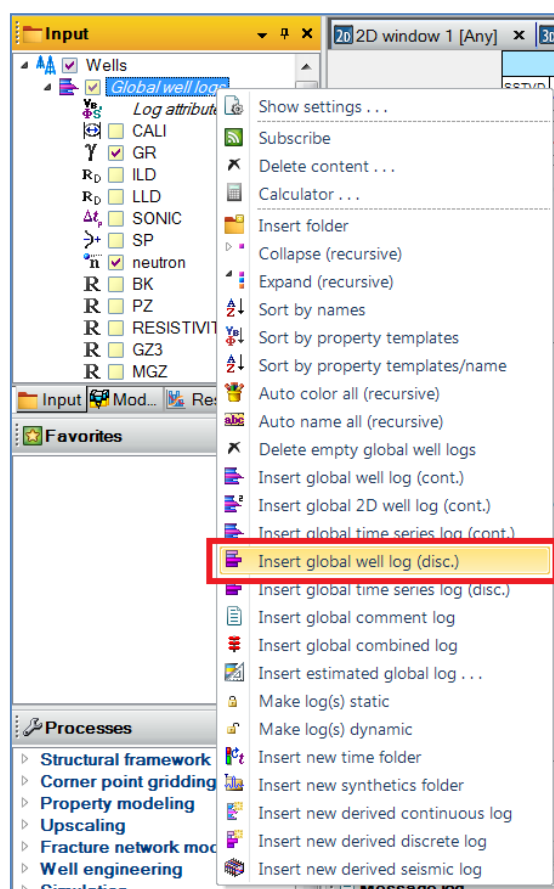 Input
2D window 1 [Any]
Wells
Global well logs
SSTVD
Log attribute
CALI
GR
ILD
LLD
SONIC
SP
neutron
BK
PZ
RESISTIVIT
GZ3
MGZ
Input Mod... Re
Favorites
Processes
Structural framework
Corner point gridding
Property modeling
Upscaling
Fracture network mod
Well engineering
Simulation
Show settings . . .
Subscribe
Delete content . . .
Calculator . . .
Insert folder
Collapse (recursive)
Expand (recursive)
Sort by names
Sort by property templates
Sort by property templates/name
Auto color all (recursive)
Auto name all (recursive)
Delete empty global well logs
Insert global well log (cont.)
Insert global 2D well log (cont.)
Insert global time series log (cont.)
Insert global well log (disc.)
Insert global time series log (disc.)
Insert global comment log
Insert global combined log
Insert estimated global log . . .
Make log(s) static
Make log(s) dynamic
Insert new time folder
Insert new synthetics folder
Insert new derived continuous log
Insert new derived discrete log
Insert new derived seismic log
Message log